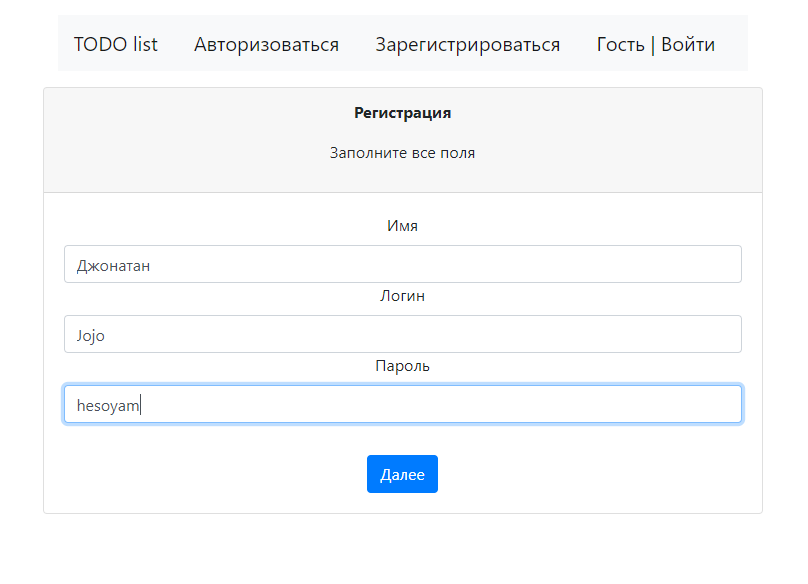 TODO list Авторизоваться Зарегистрироваться Гость | Войти
Регистрация
Заполните все поля
Имя
Джонатан
Логин
Jojo
Пароль
hesoyam
Далее